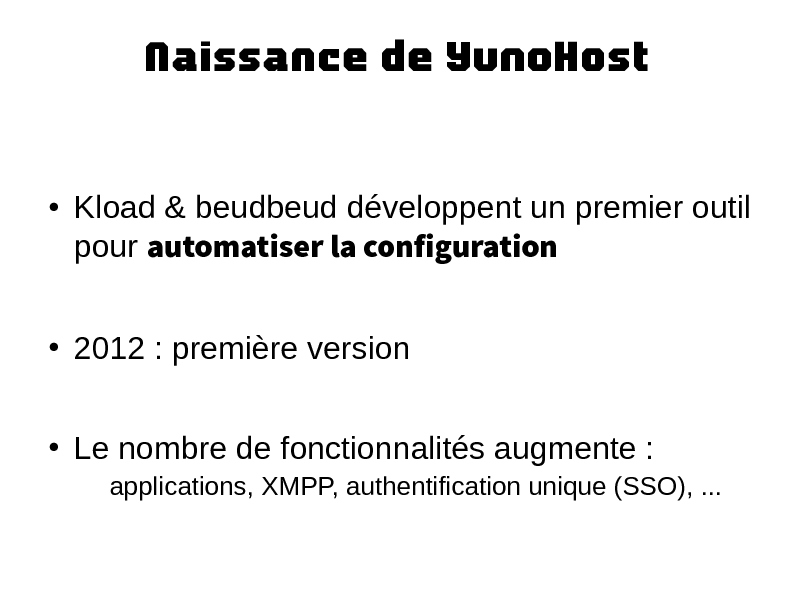 Naissance de YunoHost
• Kload & beudbeud développent un premier outil
pour automatiser la configuration
• 2012 : première version
• Le nombre de fonctionnalités augmente :
applications, XMPP, authentification unique (SSO), ...